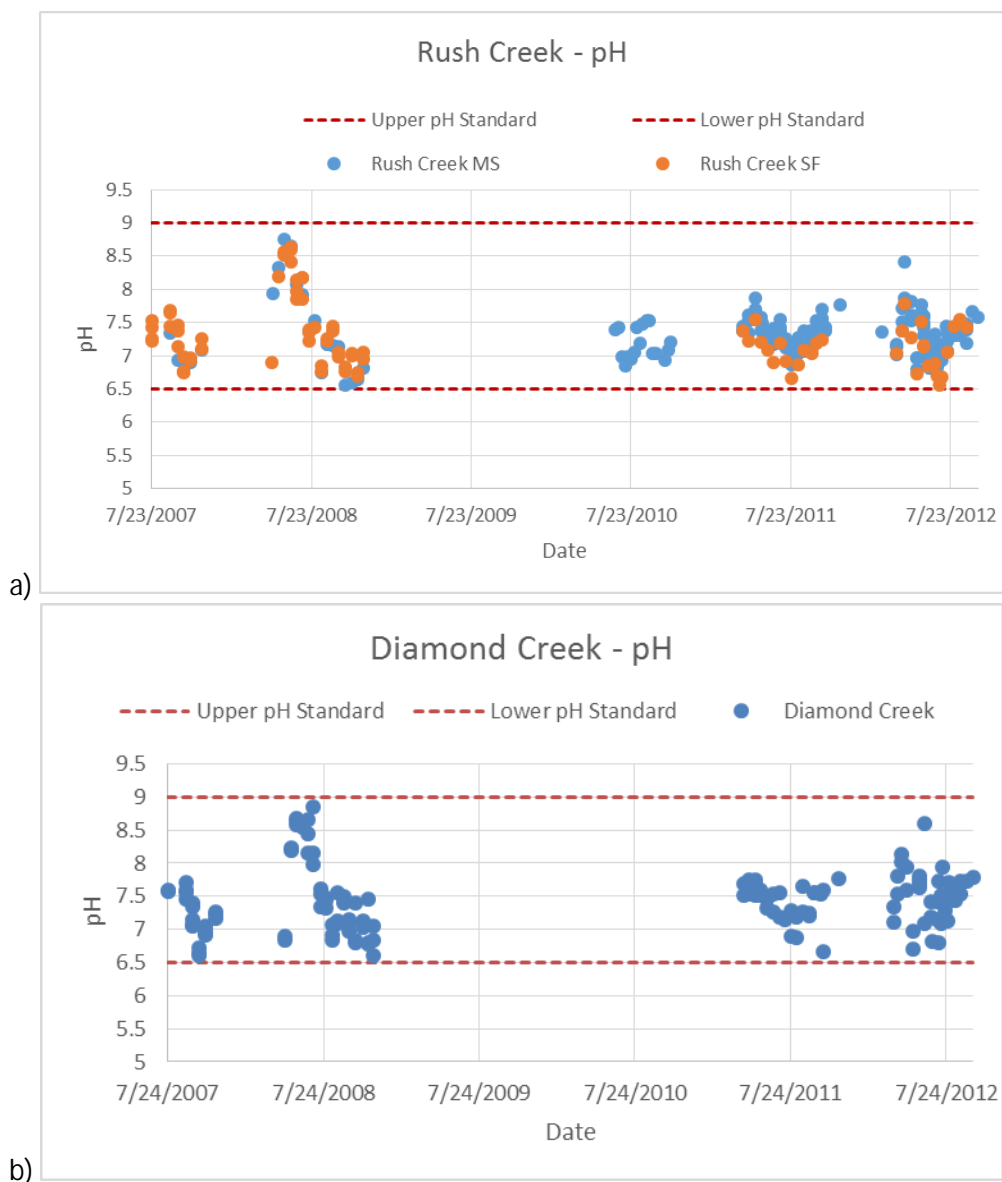 Rush Creek - pH
Upper pH Standard Lower pH Standard
Rush Creek MS Rush Creek SF
9.5
9
8.5
8
7.5
7
6.5
6
5.5
5
pH
7/23/2007 7/23/2008 7/23/2009 7/23/2010 7/23/2011 7/23/2012
Date
a)
Diamond Creek - pH
Upper pH Standard Lower pH Standard Diamond Creek
9.5
9
8.5
8
7.5
7
6.5
6
5.5
5
pH
7/24/2007 7/24/2008 7/24/2009 7/24/2010 7/24/2011 7/24/2012
Date
b)